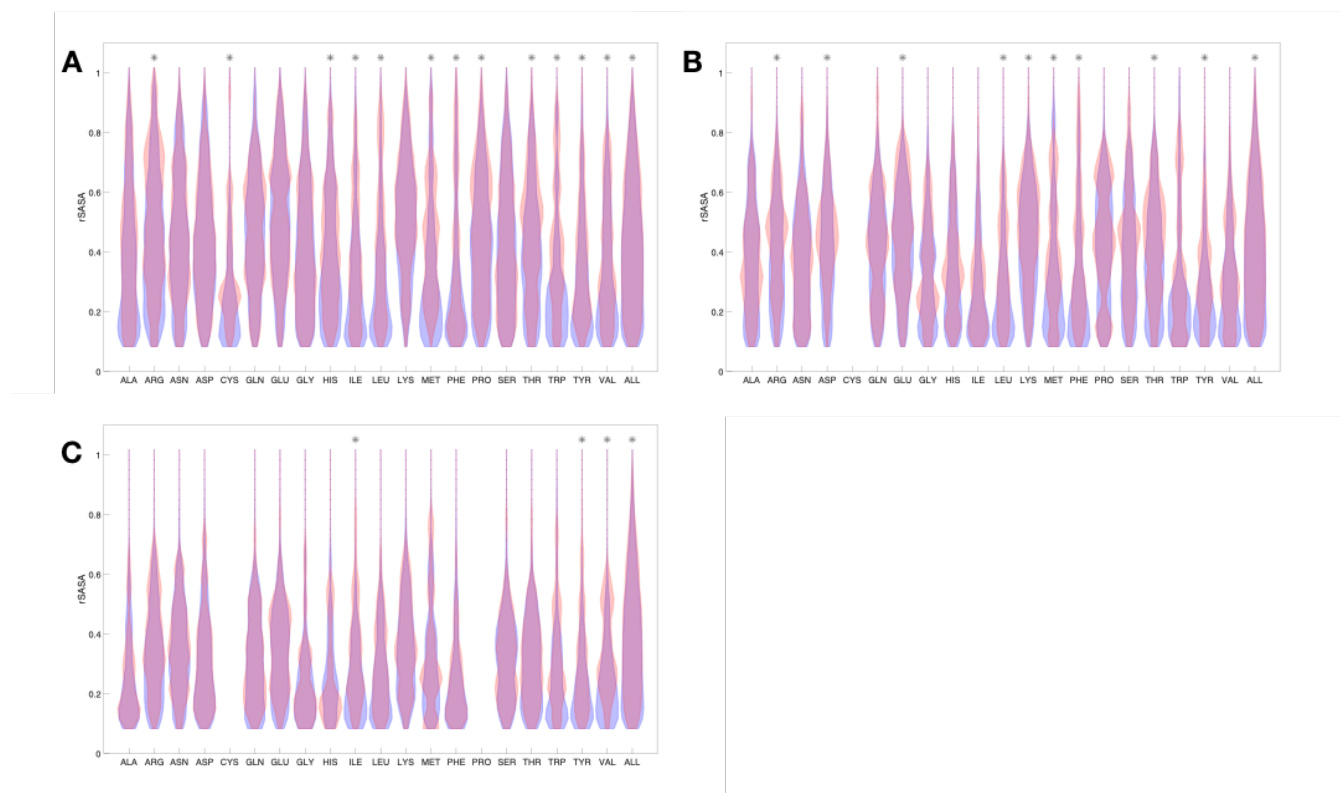 A
* * * * * * * * * * * * *
1
0.8
0.6
0.4
0.2
0
rSASA
ALA ARG ASN ASP CYS GLN GLU GLY HIS ILE LEU LYS MET PHE PRO SER THR TRP TYR VAL ALL
B
* * * * * * * * * * *
1
0.8
0.6
0.4
0.2
0
rSASA
ALA ARG ASN ASP CYS GLN GLU GLY HIS ILE LEU LYS MET PHE PRO SER THR TRP TYR VAL ALL
C
* * * *
1
0.8
0.6
0.4
0.2
0
rSASA
ALA ARG ASN ASP CYS GLN GLU GLY HIS ILE LEU LYS MET PHE PRO SER THR TRP TYR VAL ALL